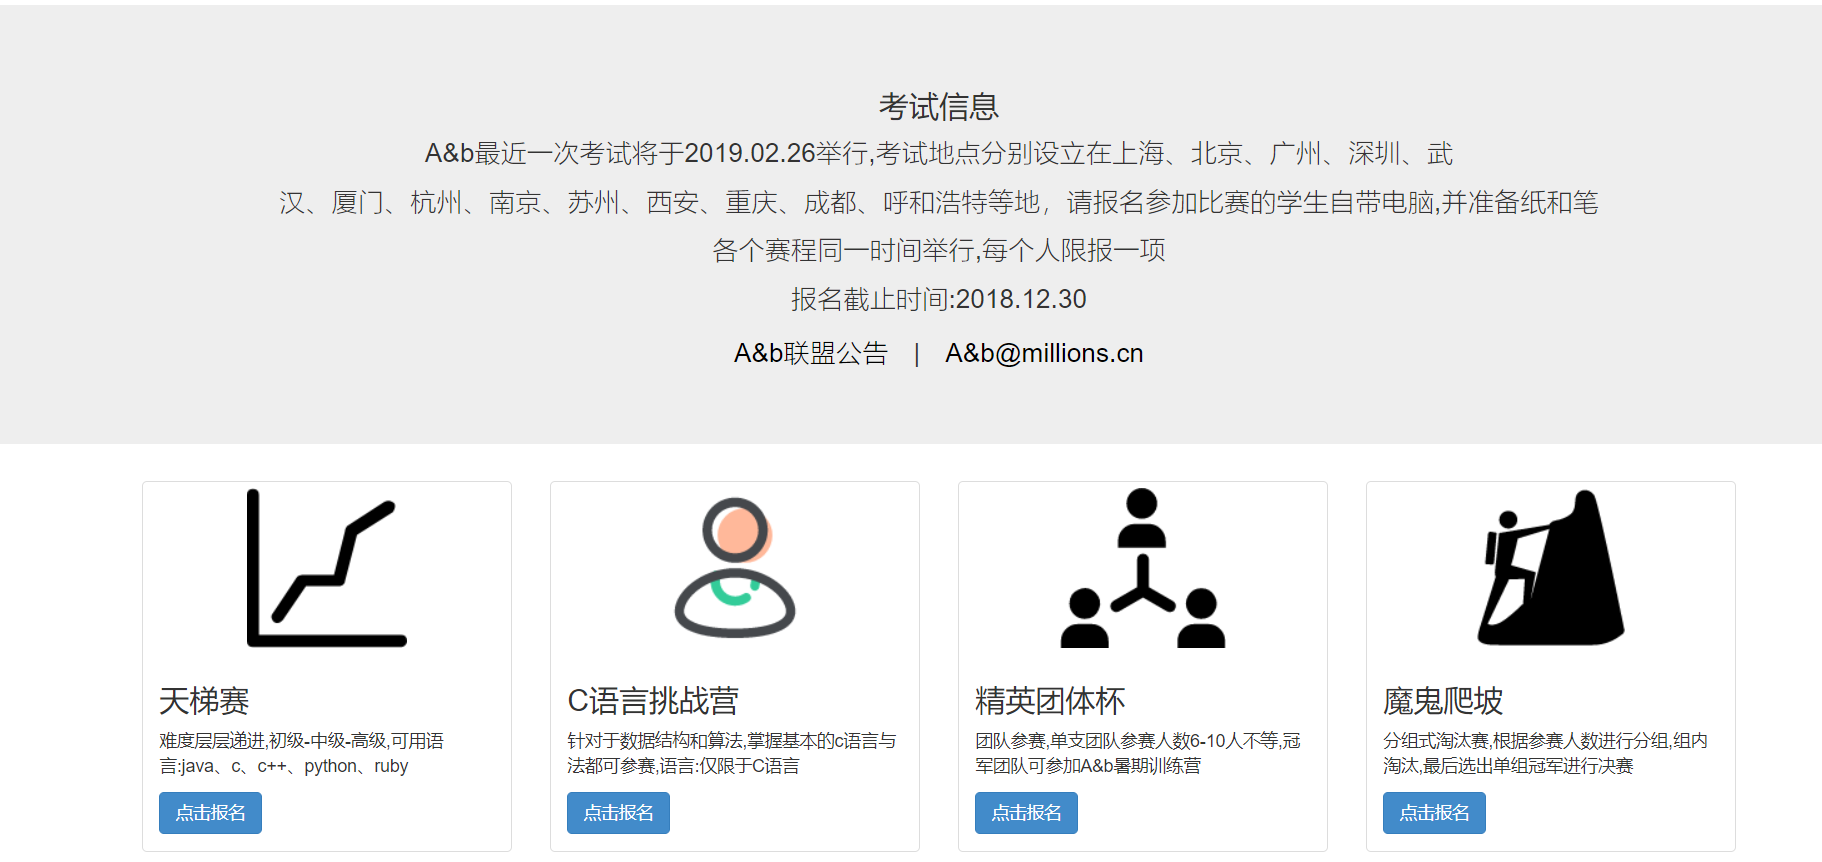 考试信息
A&b最近一次考试将于2019.02.26举行,考试地点分别设立在上海、北京、广州、深圳、武
汉、厦门、杭州、南京、苏州、西安、重庆、成都、呼和浩特等地，请报名参加比赛的学生自带电脑,并准备纸和笔
各个赛程同一时间举行,每个人限报一项
报名截止时间:2018.12.30
A&b联盟公告 | A&b@millions.cn
天梯赛
难度层层递进,初级-中级-高级,可用语
言:java、c、c++、python、ruby
点击报名
C语言挑战营
针对于数据结构和算法,掌握基本的c语言与
法都可参赛,语言:仅限于C语言
点击报名
精英团体杯
团队参赛,单支团队参赛人数6-10人不等,冠
军团队可参加A&b暑期训练营
点击报名
魔鬼爬坡
分组式淘汰赛,根据参赛人数进行分组,组内
淘汰,最后选出单组冠军进行决赛
点击报名